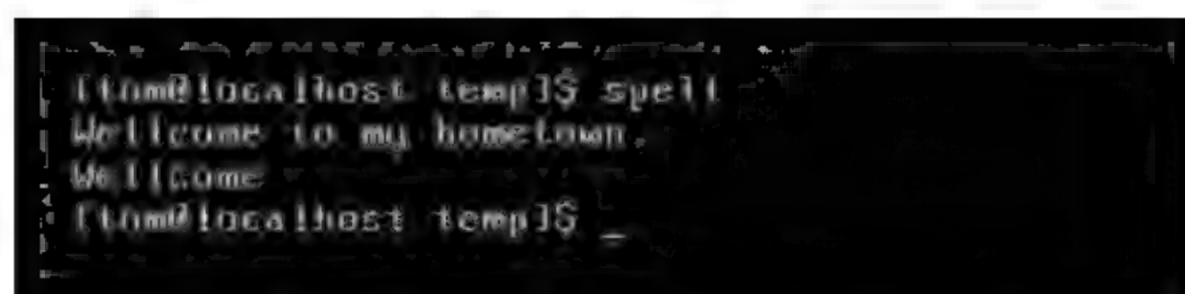 [tom@localhost temp]$ spell
Wellcome to my hometown.
Wellcome
[tom@localhost temp]$ _